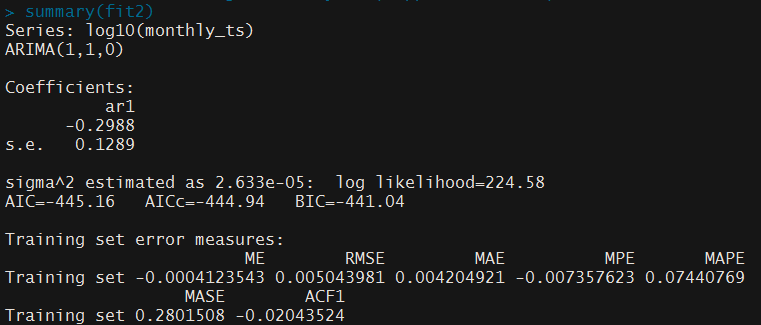 > summary(fit2)
Series: log10(monthly_ts)
ARIMA(1,1,0)
Coefficients:
ar1
-0.2988
s.e. 0.1289
sigma^2 estimated as 2.633e-05: log likelihood=224.58
AIC=-445.16 AICc=-444.94 BIC=-441.04
Training set error measures:
ME RMSE MAE MPE MAPE
Training set -0.0004123543 0.005043981 0.004204921 -0.007357623 0.07440769
MASE ACF1
Training set 0.2801508 -0.02043524